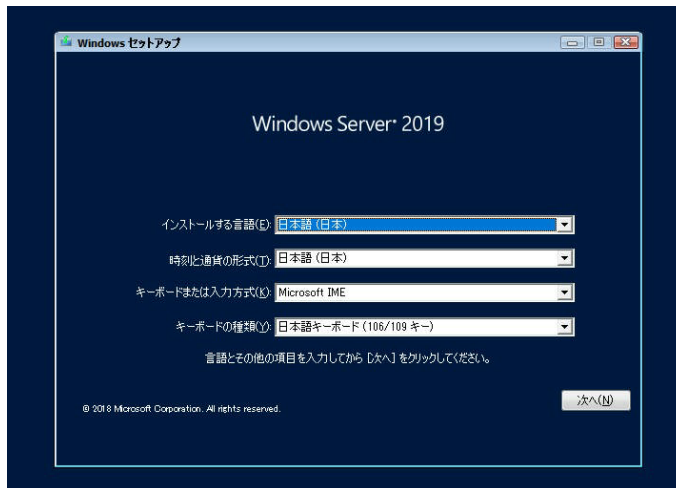 Windows セットアップ
Windows Server® 2019
インストールする言語(E): 日本語 (日本)
時刻と通貨の形式(T): 日本語 (日本)
キーボードまたは入力方式(K): Microsoft IME
キーボードの種類(Y): 日本語キーボード (106/109 キー)
言語とその他の項目を入力してから [次へ] をクリックしてください。
次へ(N)
© 2018 Microsoft Corporation. All rights reserved.